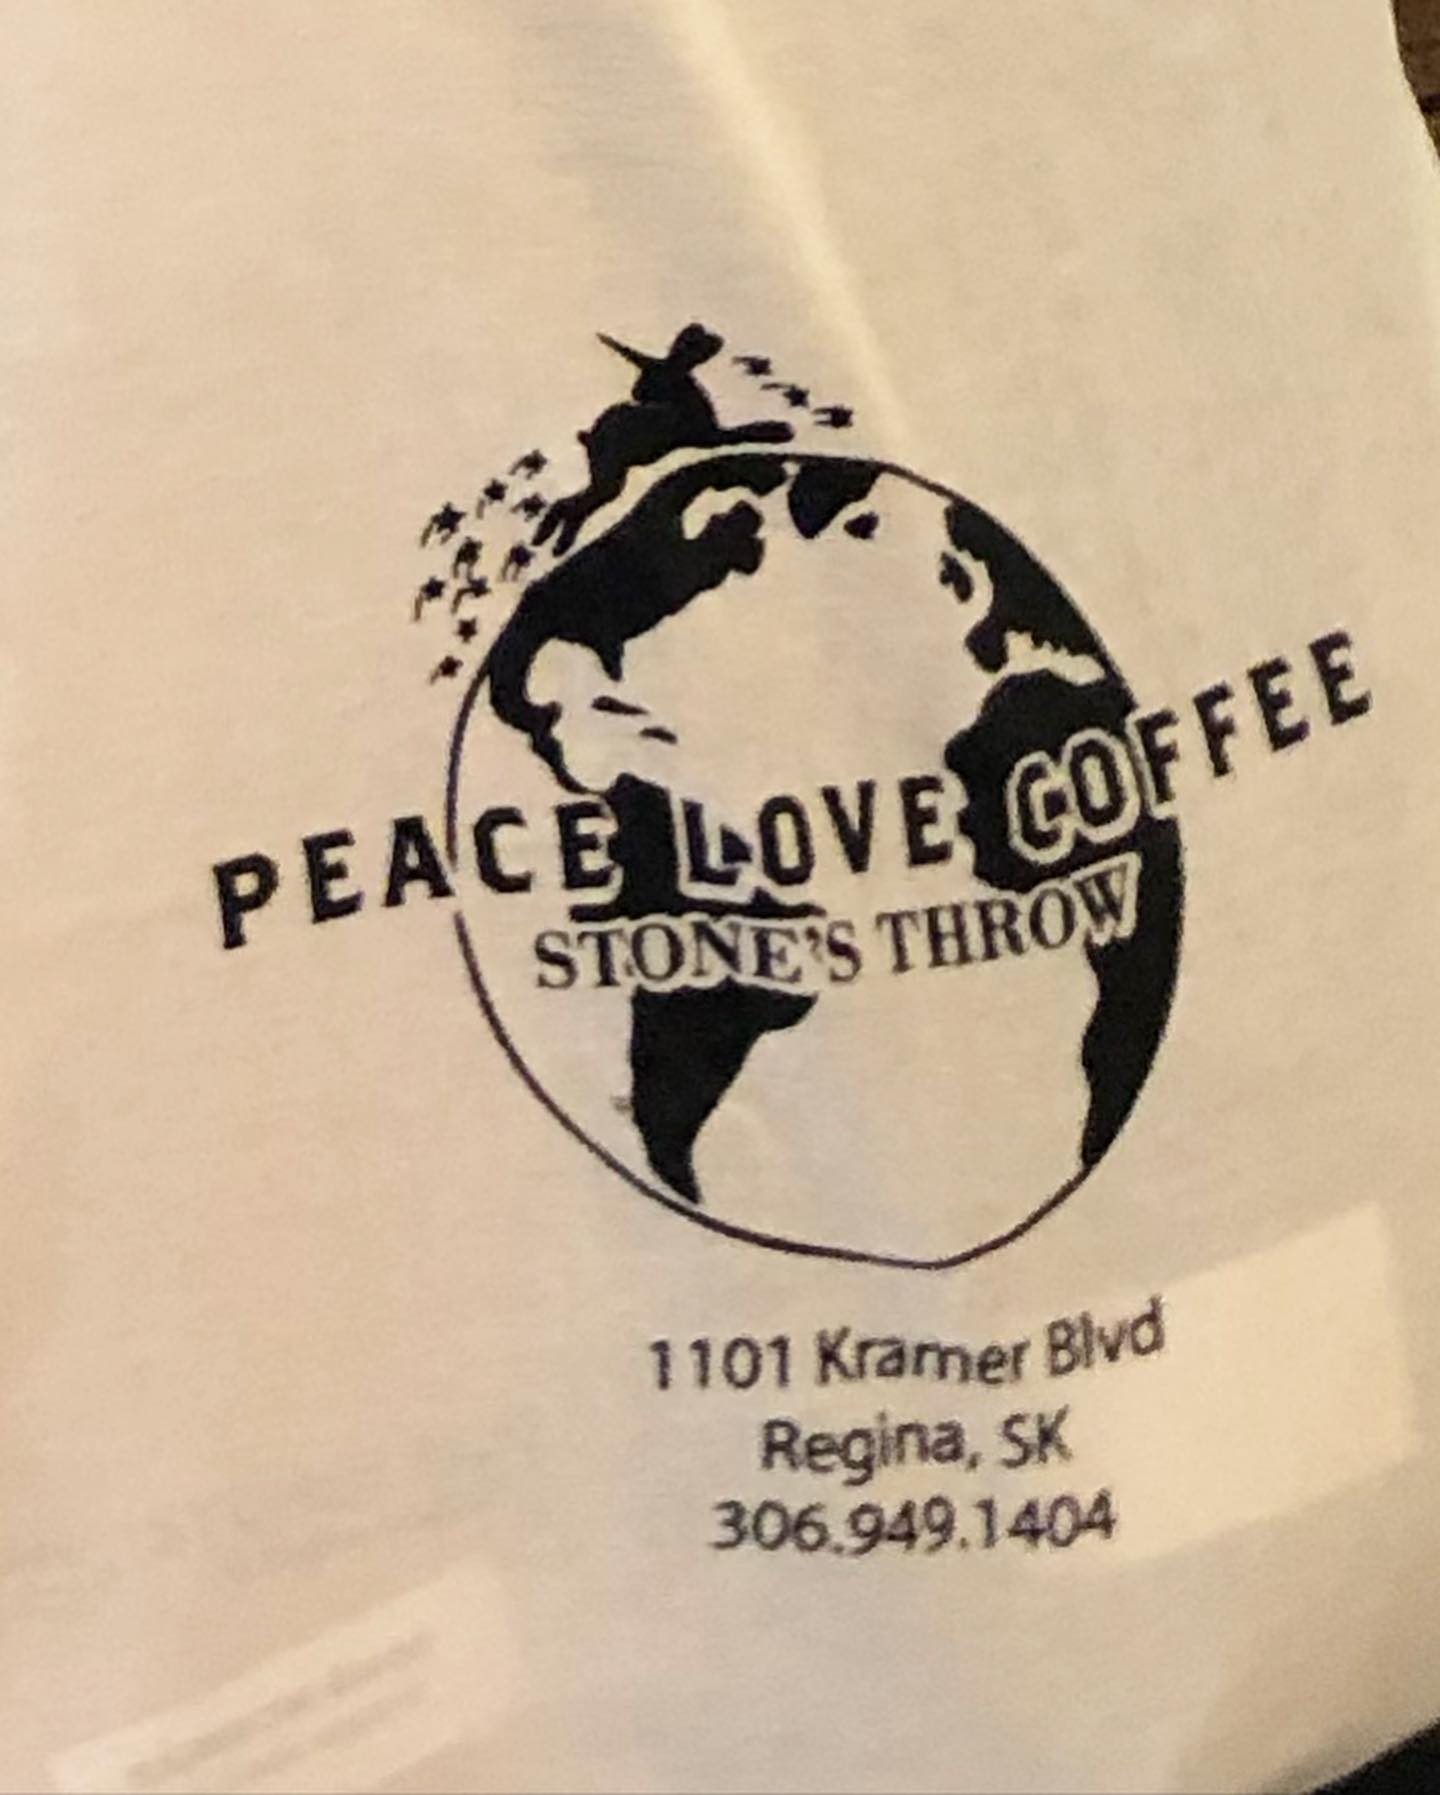 PEACE LOVE COFFEE
STONE'S THROW
1101 Kramer Blvd
Regina, SK
306.949.1404